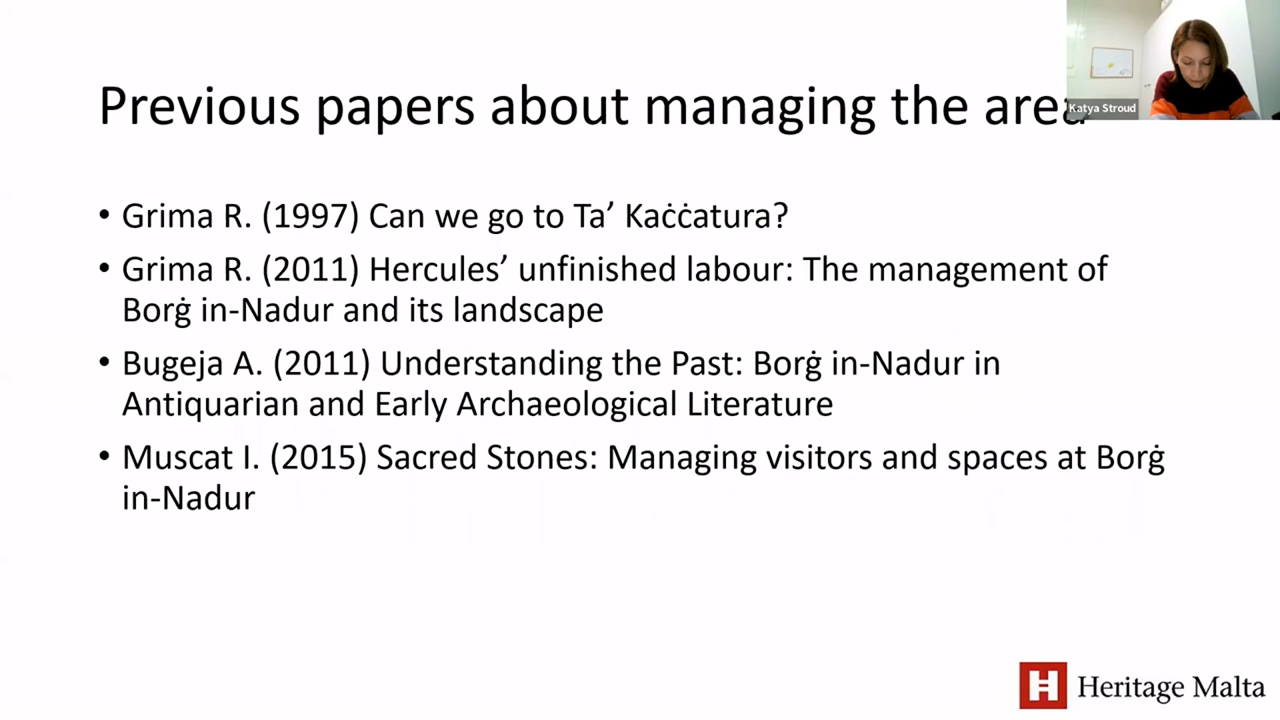 Previous papers about managing the area
Katya Stroud
• Grima R. (1997) Can we go to Ta’ Kaċċatura?
• Grima R. (2011) Hercules’ unfinished labour: The management of
Borġ in-Nadur and its landscape
• Bugeja A. (2011) Understanding the Past: Borġ in-Nadur in
Antiquarian and Early Archaeological Literature
• Muscat I. (2015) Sacred Stones: Managing visitors and spaces at Borġ
in-Nadur
Heritage Malta